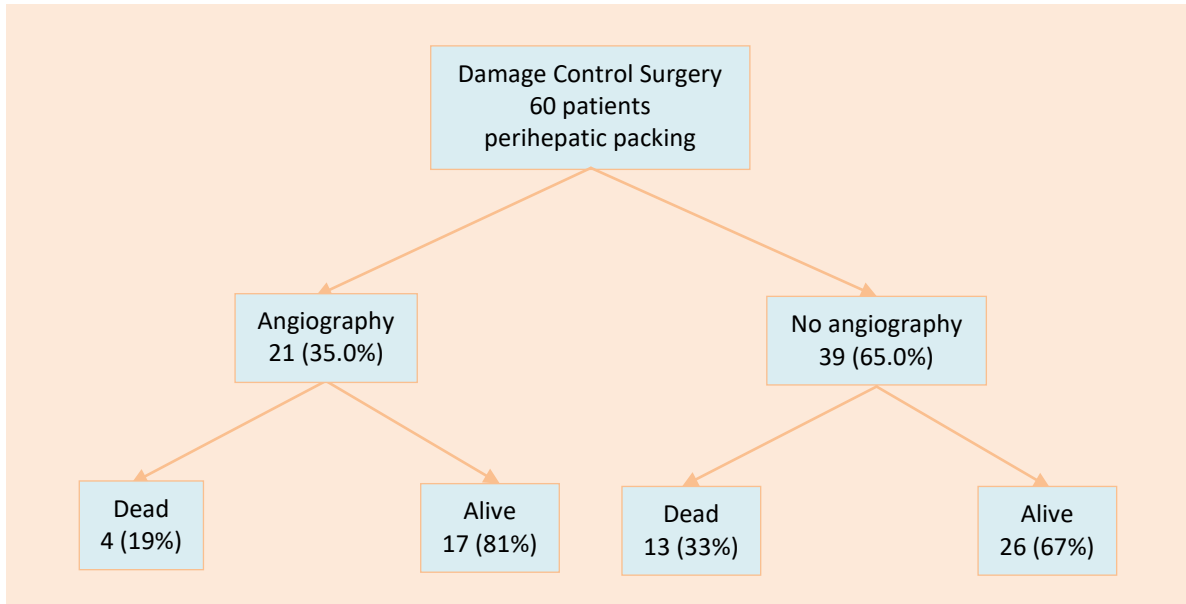 Damage Control Surgery
60 patients
perihepatic packing
Angiography
21 (35.0%)
No angiography
39 (65.0%)
Dead
4 (19%)
Alive
17 (81%)
Dead
13 (33%)
Alive
26 (67%)